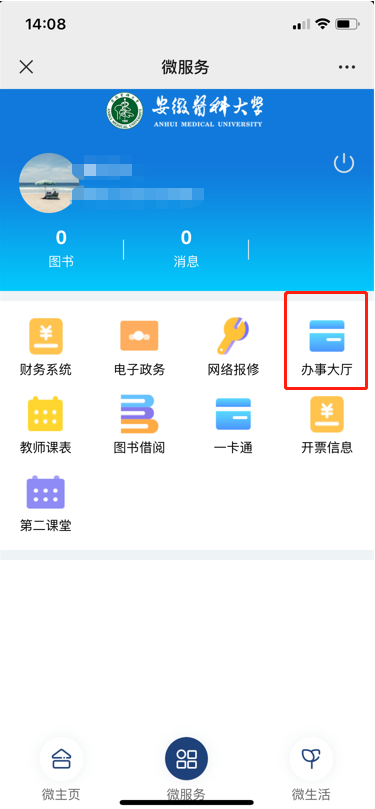 14:08
微服务
安徽医科大学
ANHUI MEDICAL UNIVERSITY
0 0
图书 消息
财务系统 电子政务 网络报修 办事大厅
教师课表 图书借阅 一卡通 开票信息
第二课堂
微主页 微服务 微生活